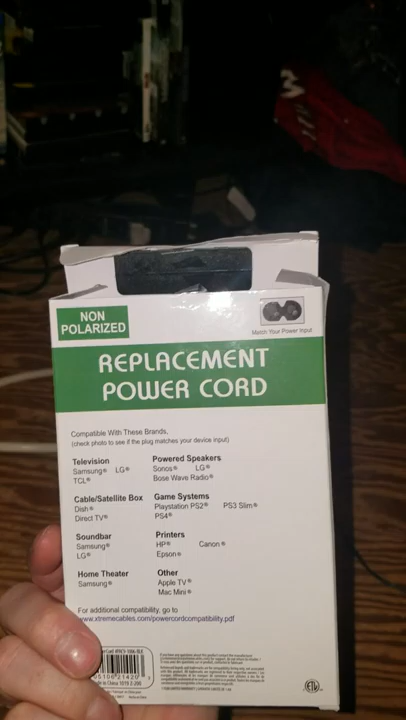 NON
POLARIZED
Match Your Power Input
REPLACEMENT
POWER CORD
Compatible With These Brands,
(check photo to see if the plug matches your device input)
Television
Samsung® LG®
TCL®
Powered Speakers
Sonos® LG®
Bose Wave Radio®
Cable/Satellite Box
Dish®
Direct TV®
Game Systems
Playstation PS2® PS3 Slim®
PS4®
Soundbar
Samsung®
LG®
Printers
HP® Canon®
Epson®
Home Theater
Samsung®
Other
Apple TV®
Mac Mini®
For additional compatibility, go to
www.xtremecables.com/powercordcompatibility.pdf